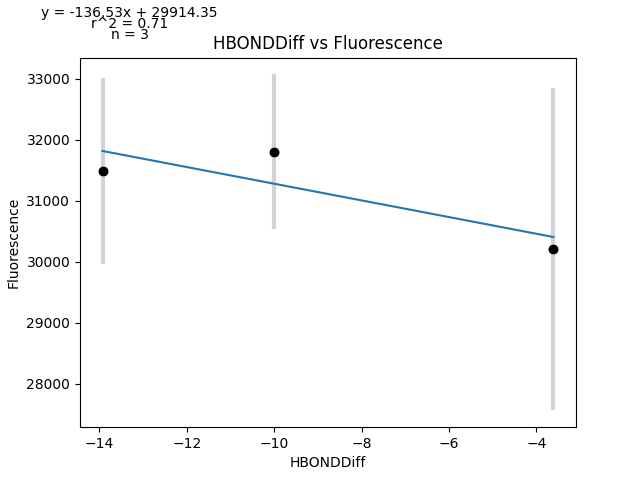 y = -136.53x + 29914.35
r^2 = 0.71
n = 3
HBONDDiff vs Fluorescence
33000
32000
31000
30000
29000
28000
Fluorescence
−14
−12
−10
−8
−6
−4
HBONDDiff